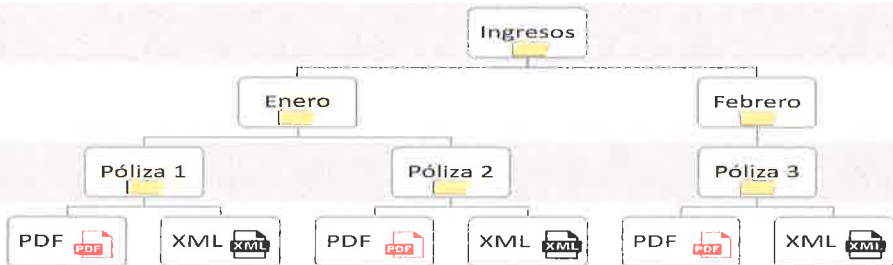 Ingresos
Enero Febrero
Póliza 1 Póliza 2 Póliza 3
PDF PDF XML XML PDF PDF XML XML PDF PDF XML XML